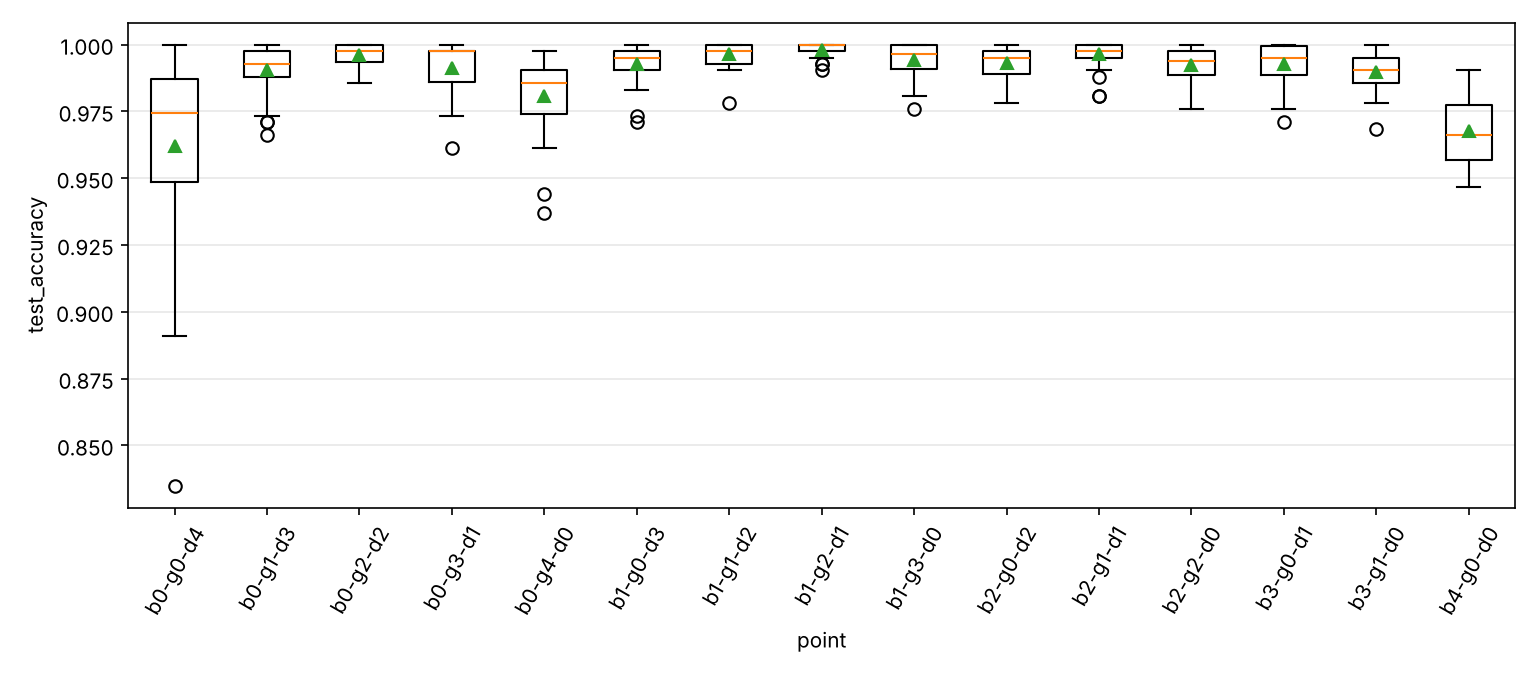 1.000
0.975
0.950
0.925
0.900
0.875
0.850
test_accuracy
b0-g0-d4
b0-g1-d3
b0-g2-d2
b0-g3-d1
b0-g4-d0
b1-g0-d3
b1-g1-d2
b1-g2-d1
b1-g3-d0
b2-g0-d2
b2-g1-d1
b2-g2-d0
b3-g0-d1
b3-g1-d0
b4-g0-d0
point